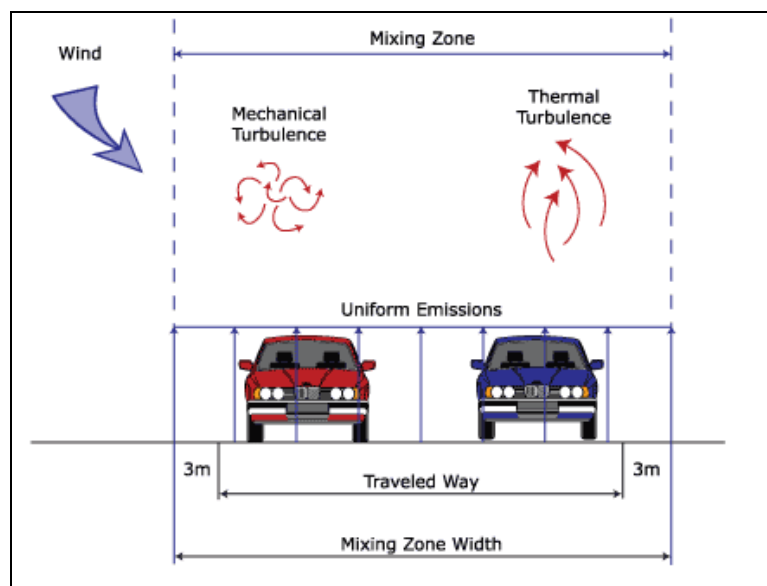 Mixing Zone
Wind
Mechanical
Turbulence
Thermal
Turbulence
Uniform Emissions
3m
Traveled Way
3m
Mixing Zone Width